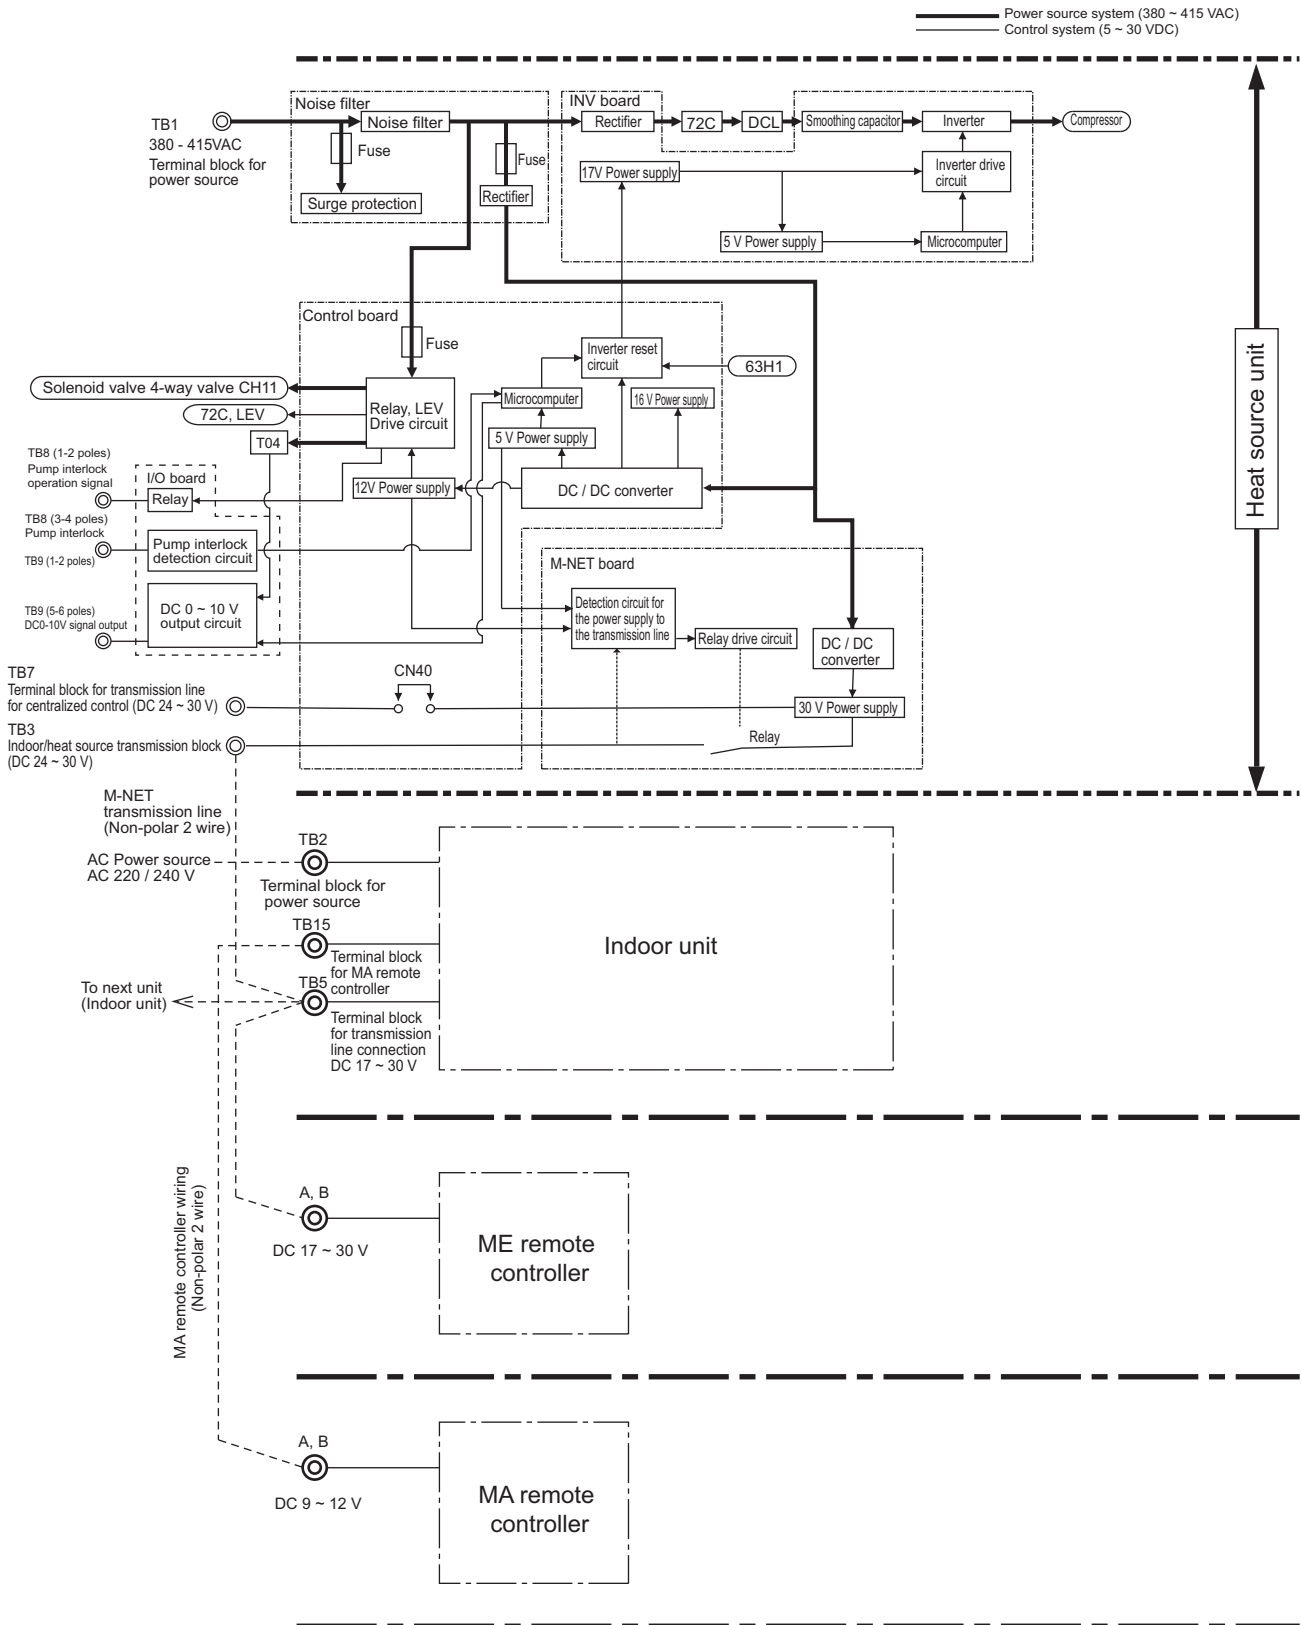 Power source system (380 ~ 415 VAC)
Control system (5 ~ 30 VDC)
Heat source unit
Noise filter
TB1
380 - 415VAC
Terminal block for
power source
Noise filter
Fuse
Surge protection
Fuse
Rectifier
INV board
Rectifier
72C
DCL
Smoothing capacitor
Inverter
Compressor
17V Power supply
Inverter drive
circuit
5 V Power supply
Microcomputer
Control board
Fuse
Inverter reset
circuit
63H1
Solenoid valve 4-way valve CH11
72C, LEV
T04
Relay, LEV
Drive circuit
Microcomputer
16 V Power supply
5 V Power supply
12V Power supply
DC / DC converter
TB8 (1-2 poles)
Pump interlock
operation signal
I/O board
Relay
TB8 (3-4 poles)
Pump interlock
TB9 (1-2 poles)
Pump interlock
detection circuit
TB9 (5-6 poles)
DC0-10V signal output
DC 0 ~ 10 V
output circuit
M-NET board
Detection circuit for
the power supply to
the transmission line
Relay drive circuit
DC / DC
converter
30 V Power supply
Relay
CN40
TB7
Terminal block for transmission line
for centralized control (DC 24 ~ 30 V)
TB3
Indoor/heat source transmission block
(DC 24 ~ 30 V)
M-NET
transmission line
(Non-polar 2 wire)
AC Power source
AC 220 / 240 V
TB2
Terminal block for
power source
TB15
Terminal block
for MA remote
controller
TB5
Terminal block
for transmission
line connection
DC 17 ~ 30 V
To next unit
(Indoor unit)
Indoor unit
MA remote controller wiring
(Non-polar 2 wire)
A, B
DC 17 ~ 30 V
ME remote
controller
A, B
DC 9 ~ 12 V
MA remote
controller